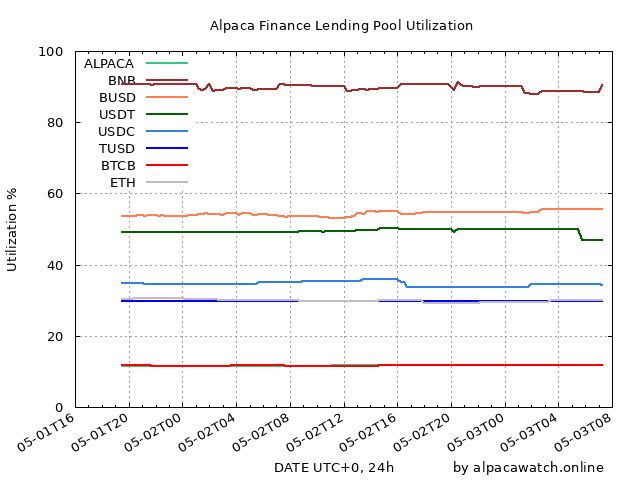 Alpaca Finance Lending Pool Utilization
100
80
60
40
20
0
Utilization %
ALPACA
BNB
BUSD
USDT
USDC
TUSD
BTCB
ETH
05-01T16
05-01T20
05-02T00
05-02T04
05-02T08
05-02T12
05-02T16
05-02T20
05-03T00
05-03T04
05-03T08
DATE UTC+0, 24h
by alpacawatch.online